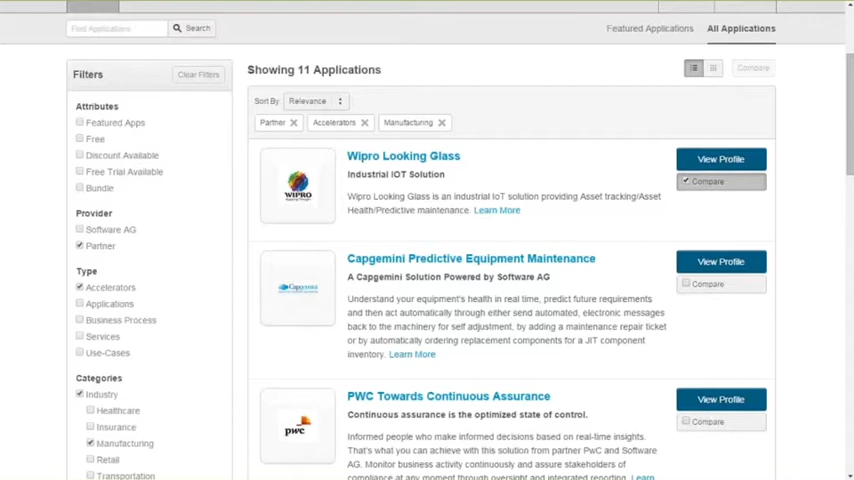 Find Applications
Search
Featured Applications
All Applications
Filters
Clear Filters
Showing 11 Applications
Compare
Attributes
Featured Apps
Free
Discount Available
Free Trial Available
Bundle
Provider
Software AG
Partner
Type
Accelerators
Applications
Business Process
Services
Use-Cases
Categories
Industry
Healthcare
Insurance
Manufacturing
Retail
Transportation
Sort By Relevance
Partner
Accelerators
Manufacturing
WIPRO
Wipro Looking Glass
Industrial IOT Solution
Wipro Looking Glass is an industrial IoT solution providing Asset tracking/Asset
Health/Predictive maintenance. Learn More
View Profile
Compare
Capgemini
Capgemini Predictive Equipment Maintenance
A Capgemini Solution Powered by Software AG
Understand your equipment's health in real time, predict future requirements
and then act automatically through either send automated, electronic messages
back to the machinery for self adjustment, by adding a maintenance repair ticket
or by automatically ordering replacement components for a JIT component
inventory. Learn More
View Profile
Compare
pwc
PWC Towards Continuous Assurance
Continuous assurance is the optimized state of control.
Informed people who make informed decisions based on real-time insights.
That's what you can achieve with this solution from partner PwC and Software
AG. Monitor business activity continuously and assure stakeholders of
compliance at any moment through oversight and integrated reporting. Learn
View Profile
Compare